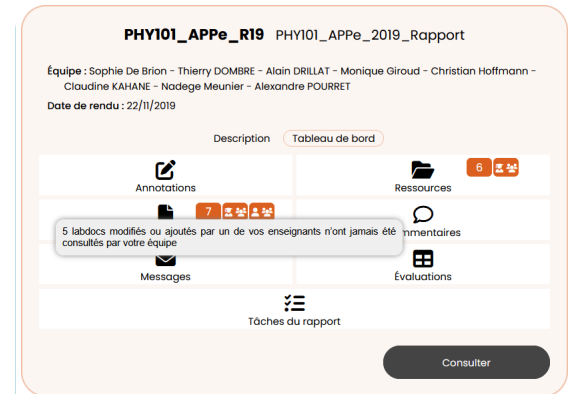 PHY101_APPe_R19 PHY101_APPe_2019_Rapport
Équipe : Sophie De Brion - Thierry DOMBRE - Alain DRILLAT - Monique Giroud - Christian Hoffmann -
Claudine KAHANE - Nadege Meunier - Alexandre POURRET
Date de rendu : 22/11/2019
Description Tableau de bord
Annotations
6
Ressources
7
5 labdocs modifiés ou ajoutés par un de vos enseignants n'ont jamais été
consultés par votre équipe
mmentaires
Messages
Évaluations
Tâches du rapport
Consulter